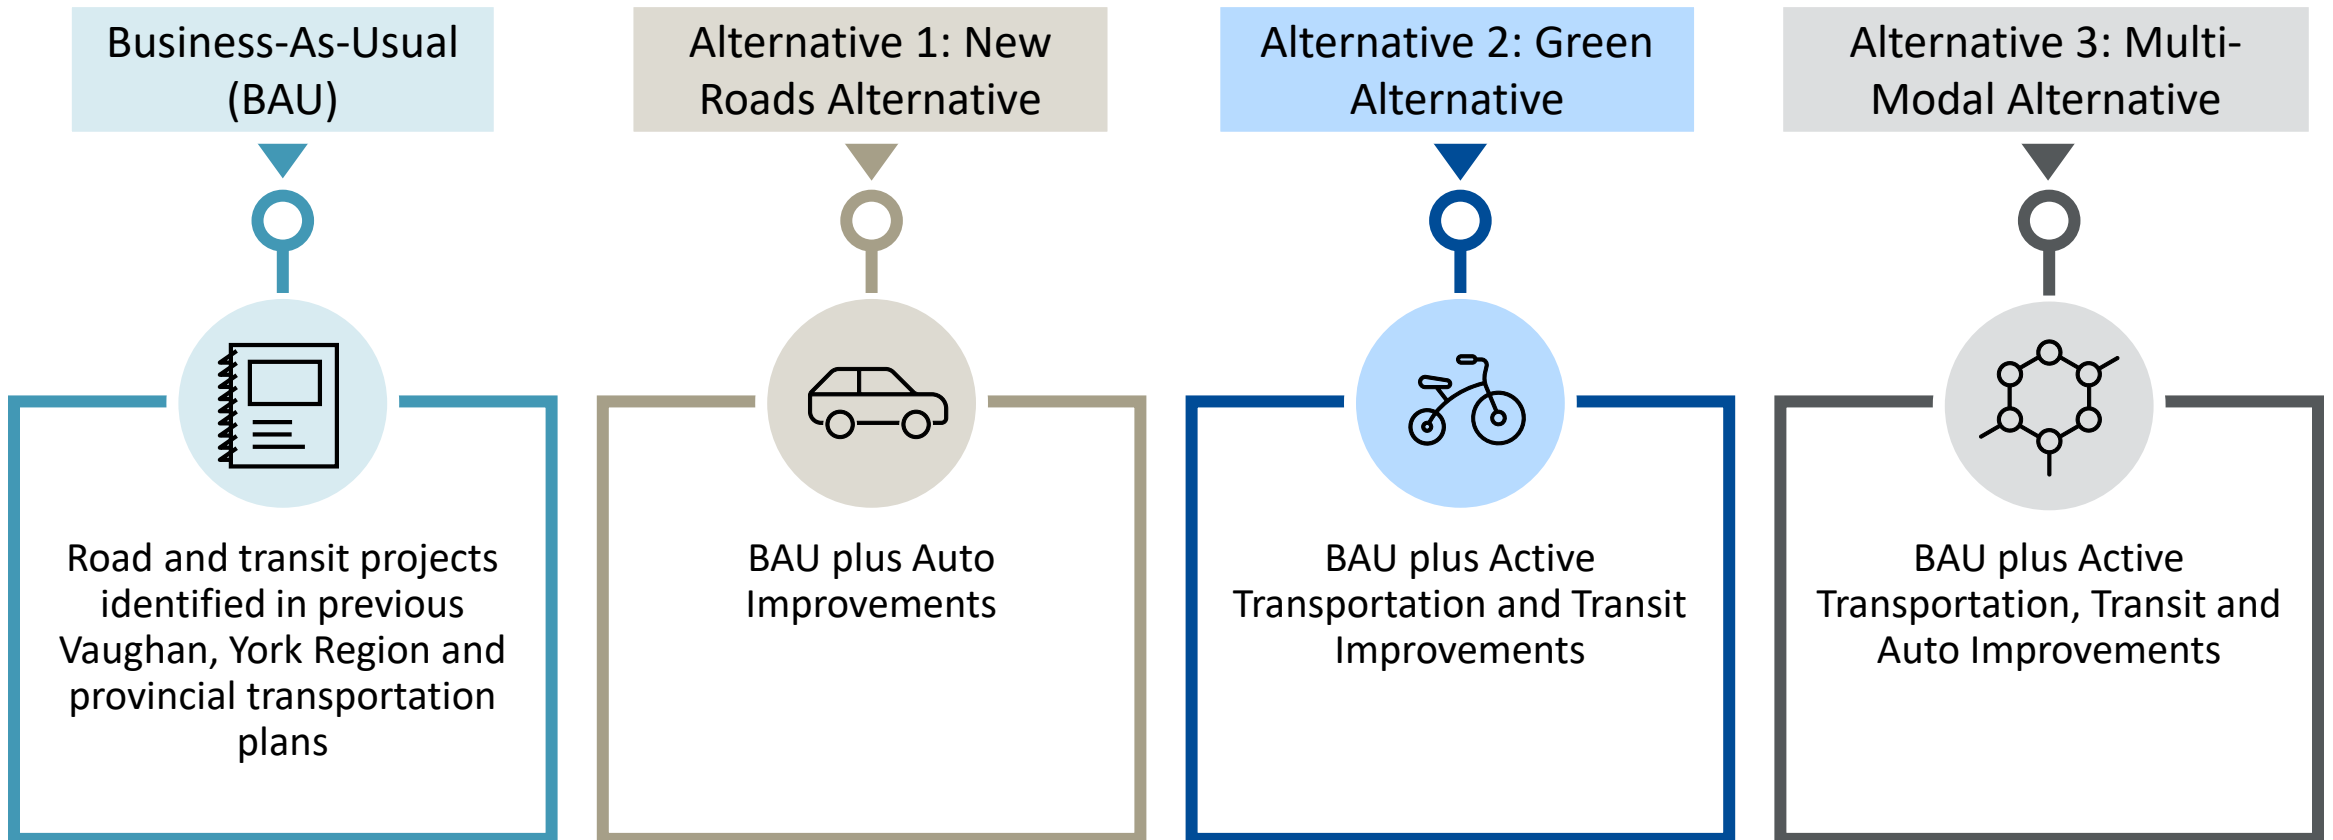 Business-As-Usual
(BAU)
Road and transit projects
identified in previous
Vaughan, York Region and
provincial transportation
plans
Alternative 1: New
Roads Alternative
BAU plus Auto
Improvements
Alternative 2: Green
Alternative
BAU plus Active
Transportation and Transit
Improvements
Alternative 3: Multi-
Modal Alternative
BAU plus Active
Transportation, Transit and
Auto Improvements